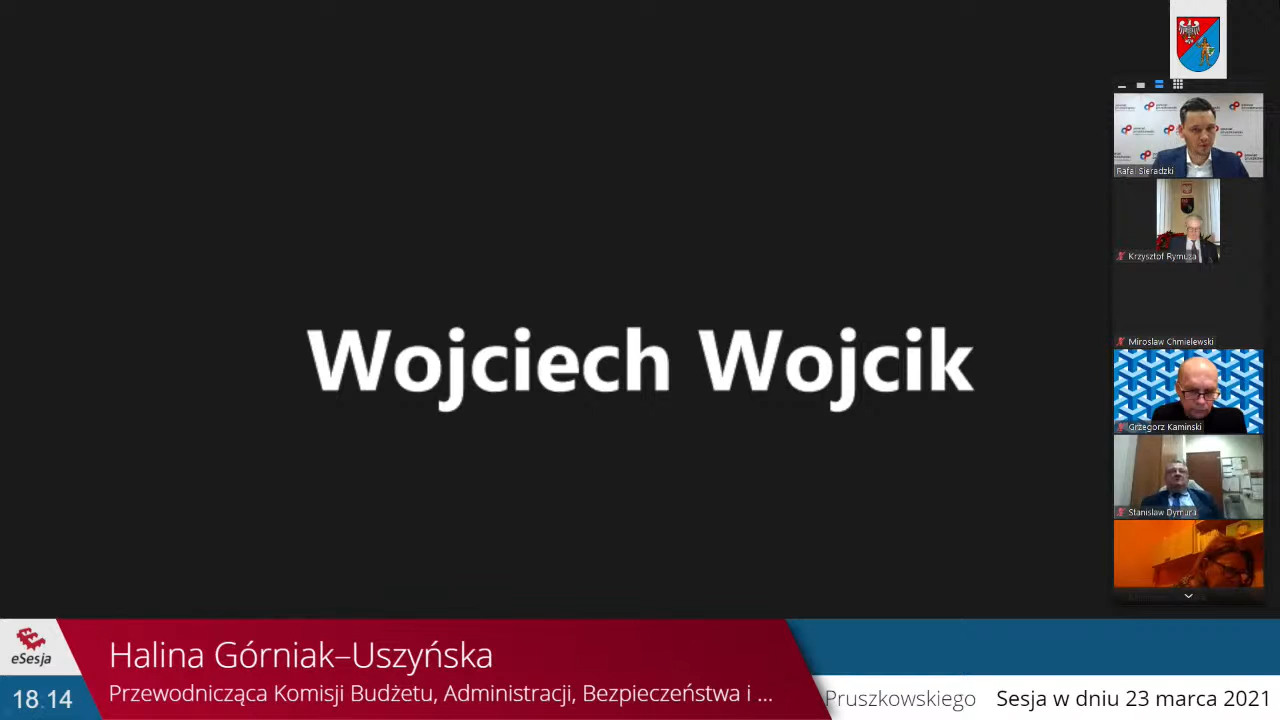 Wojciech Wojcik
Rafał Sieradzki
Krzysztof Rymuza
Mirosław Chmielewski
Grzegorz Kaminski
Stanisław Dymura
eSesja
18.14
Halina Górniak–Uszyńska
Przewodnicząca Komisji Budżetu, Administracji, Bezpieczeństwa i ...
Pruszkowskiego
Sesja w dniu 23 marca 2021